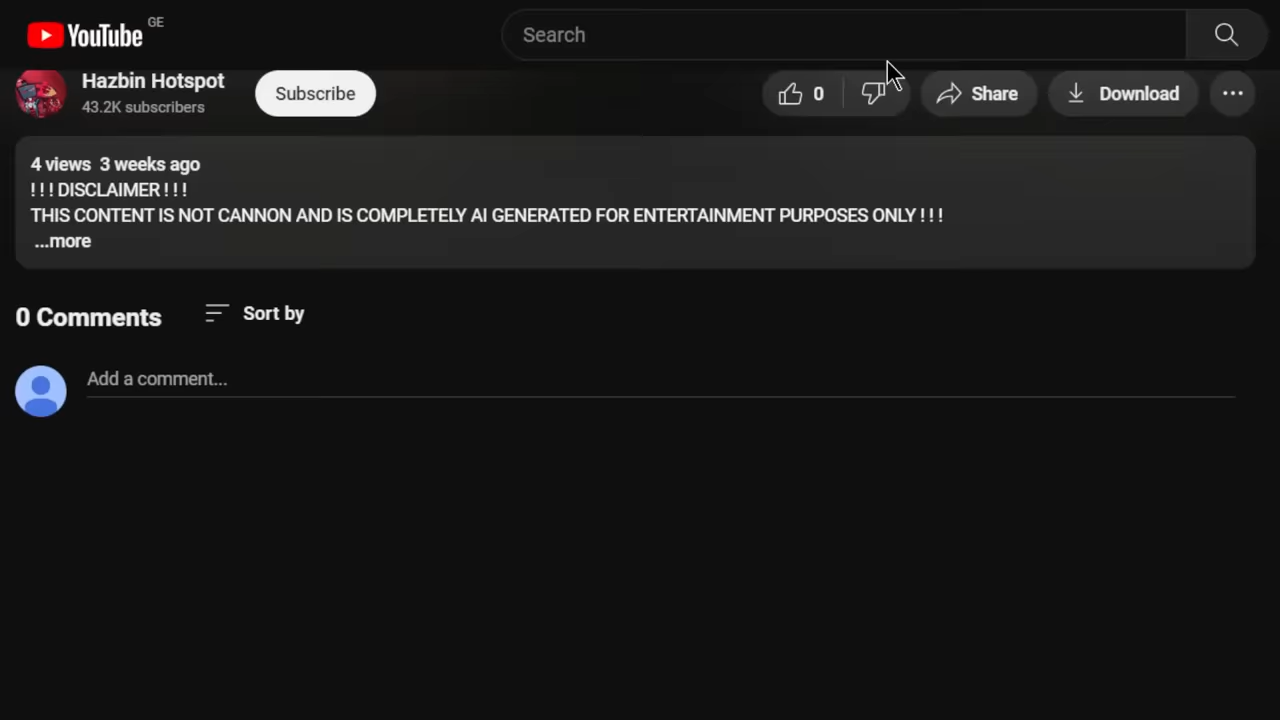 YouTube GE
Search
Hazbin Hotspot
43.2K subscribers
Subscribe
0
Share
Download
4 views 3 weeks ago
! ! ! DISCLAIMER ! ! !
THIS CONTENT IS NOT CANNON AND IS COMPLETELY AI GENERATED FOR ENTERTAINMENT PURPOSES ONLY ! ! !
...more
0 Comments
Sort by
Add a comment...